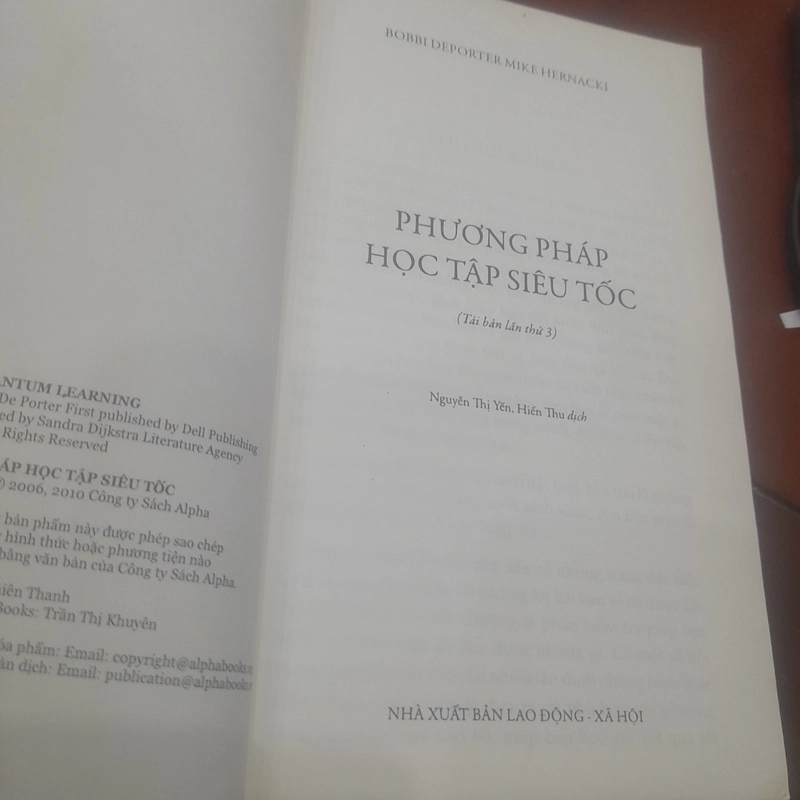 NTUM LEARNING
De Porter First published by Dell Publishing
ed by Sandra Dijkstra Literature Agency
Rights Reserved
ÁP HỌC TẬP SIÊU TỐC
© 2006, 2010 Công ty Sách Alpha
bản phẩm này được phép sao chép
hình thức hoặc phương tiện nào
bằng văn bản của Công ty Sách Alpha.
iên Thanh
Books: Trần Thị Khuyên
óa phẩm: Email: copyright@alphabooks
ản dịch: Email: publication@alphabooks
BOBBI DEPORTER MIKE HERNACKI
PHƯƠNG PHÁP
HỌC TẬP SIÊU TỐC
(Tái bản lần thứ 3)
Nguyễn Thị Yến, Hiền Thu dịch
NHÀ XUẤT BẢN LAO ĐỘNG - XÃ HỘI